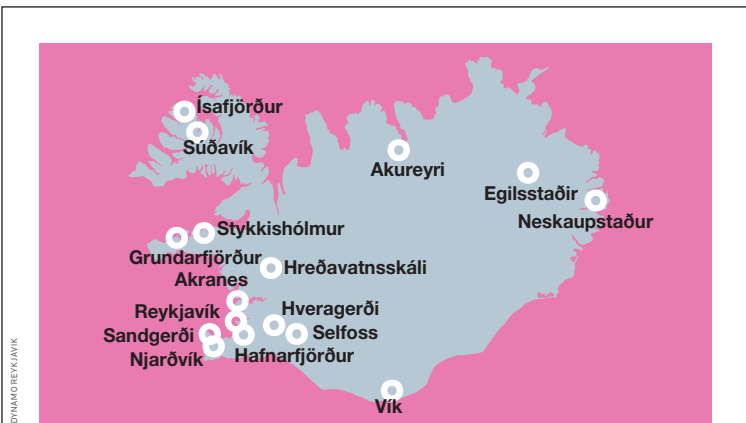 Ísafjörður
Súðavík
Akureyri
Egilsstaðir
Neskaupstaður
Stykkishólmur
Grundarfjörður
Hreðavatnsskáli
Akranes
Reykjavík
Hveragerði
Sandgerði
Selfoss
Njarðvík
Hafnarfjörður
Vík
DYNAMO REYKJAVIK